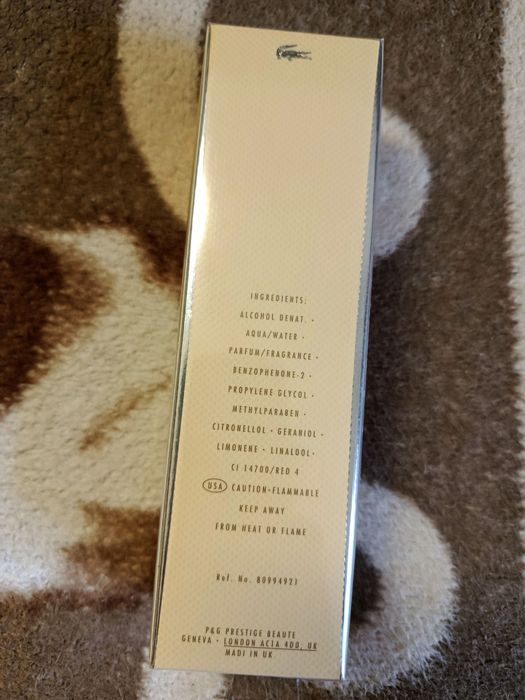 INGREDIENTS:
ALCOHOL DENAT. •
AQUA/WATER •
PARFUM/FRAGRANCE •
BENZOPHENONE-2 •
PROPYLENE GLYCOL •
METHYLPARABEN •
CITRONELLOL • GERANIOL •
LIMONENE • LINALOOL•
CI 14700/RED 4
USA CAUTION-FLAMMABLE
KEEP AWAY
FROM HEAT OR FLAME
Ref. No. 80994921
P&G PRESTIGE BEAUTE
GENEVA • LONDON AC1A 4DD, UK
MADE IN UK